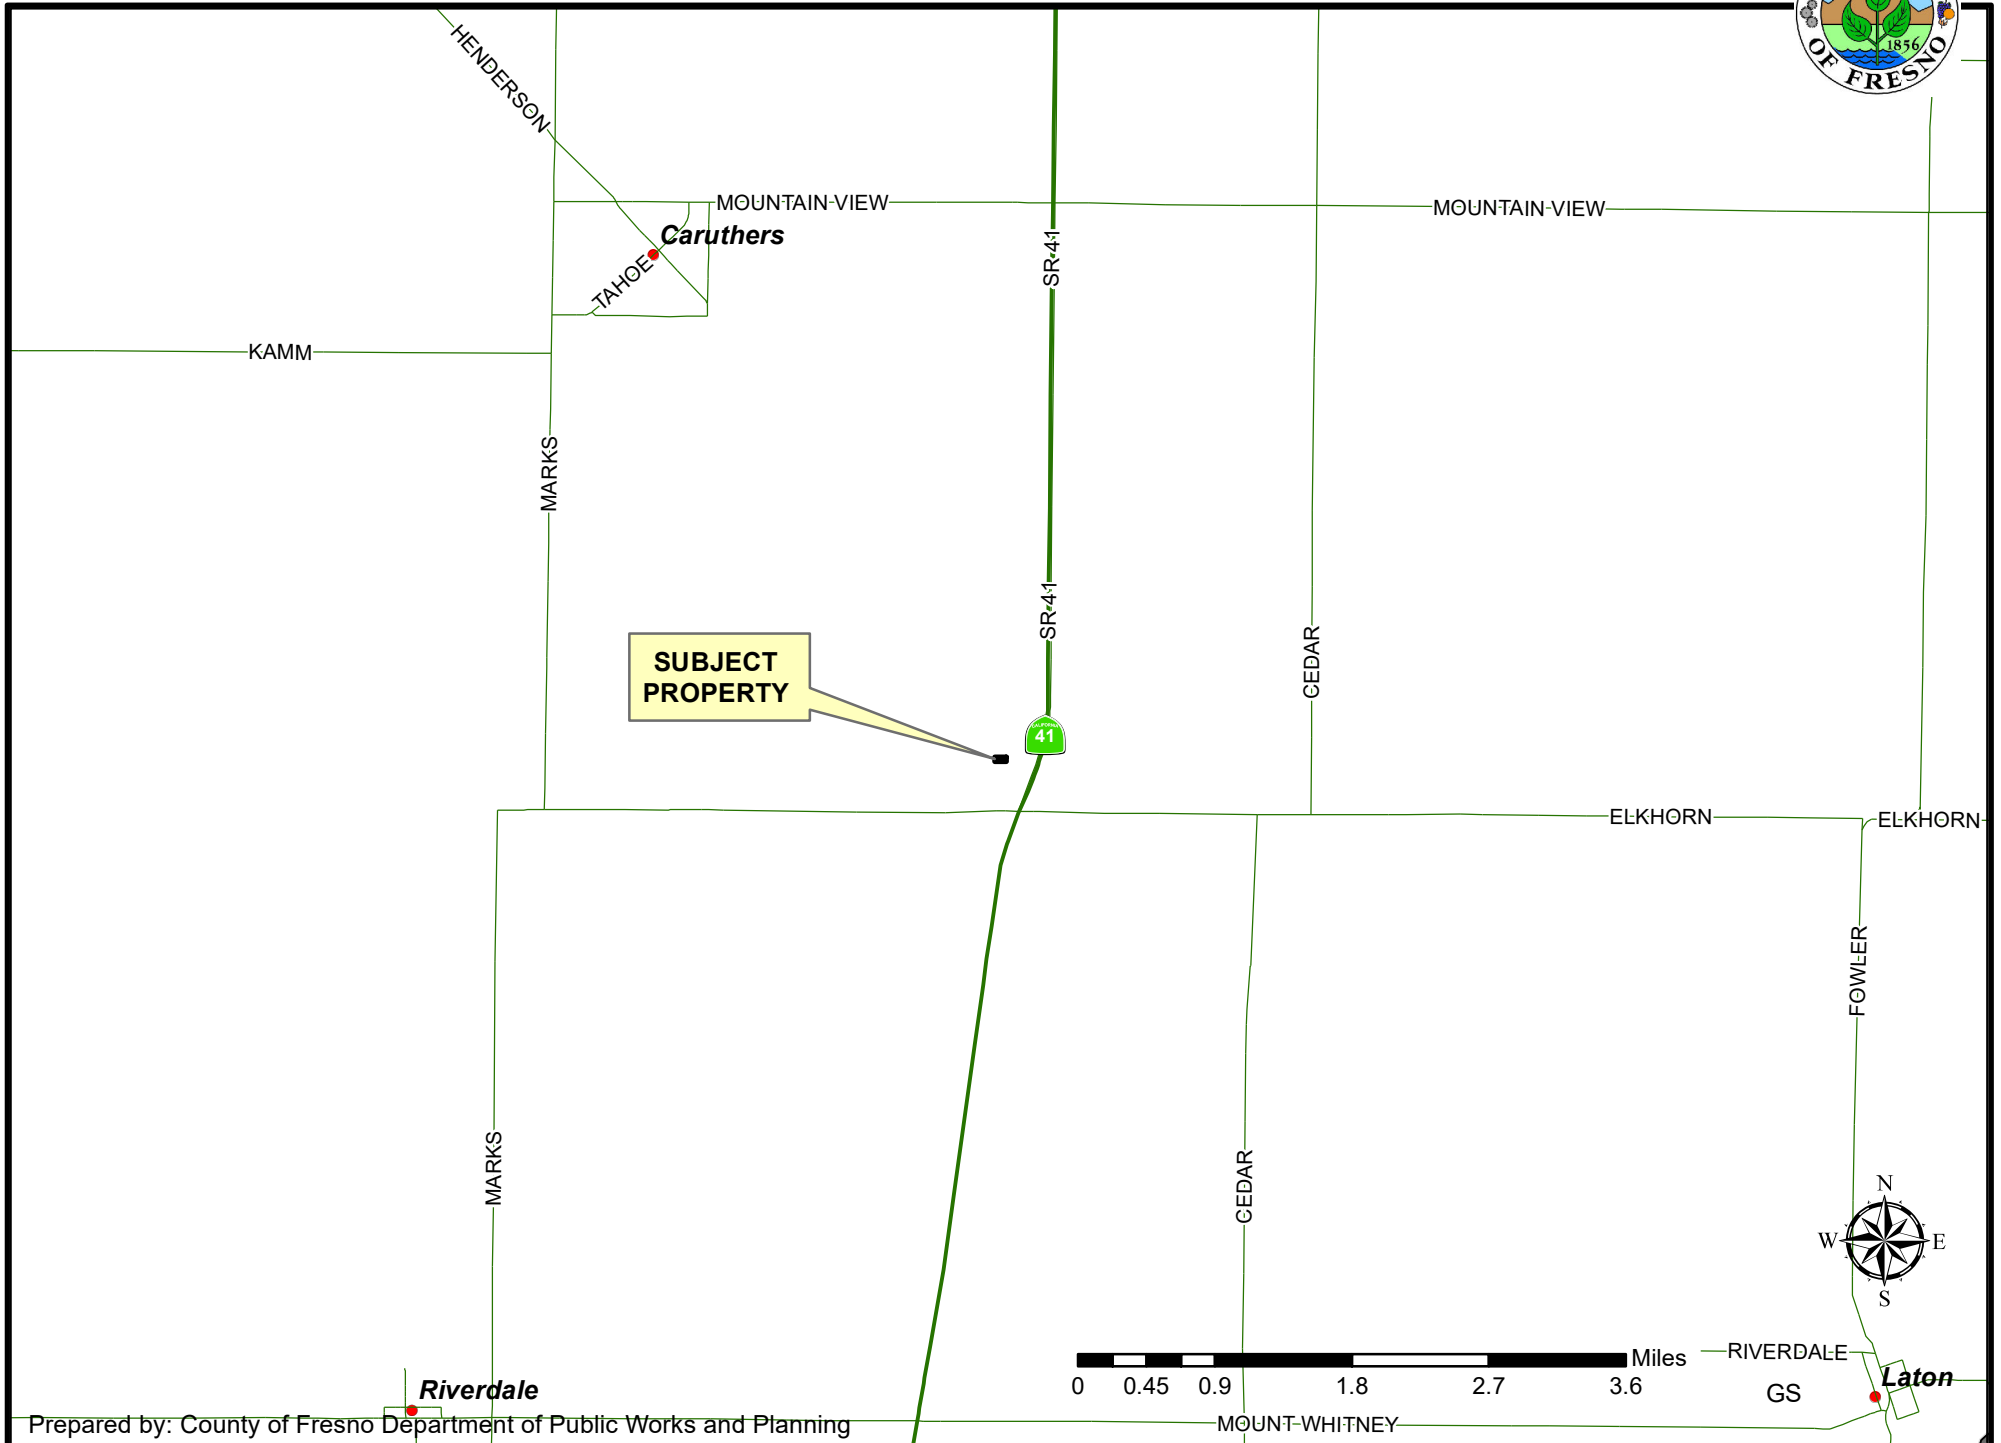 1856
OF FRESNO
HENDERSON
MOUNTAIN VIEW
MOUNTAIN VIEW
Caruthers
SR 41
TAHOE
KAMM
MARKS
SR 41
SUBJECT
PROPERTY
CEDAR
CALIFORNIA
41
ELKHORN
ELKHORN
FOWLER
MARKS
CEDAR
N
W
E
S
Miles
0 0.45 0.9 1.8 2.7 3.6
RIVERDALE
GS
Laton
Riverdale
Prepared by: County of Fresno Department of Public Works and Planning
MOUNT WHITNEY